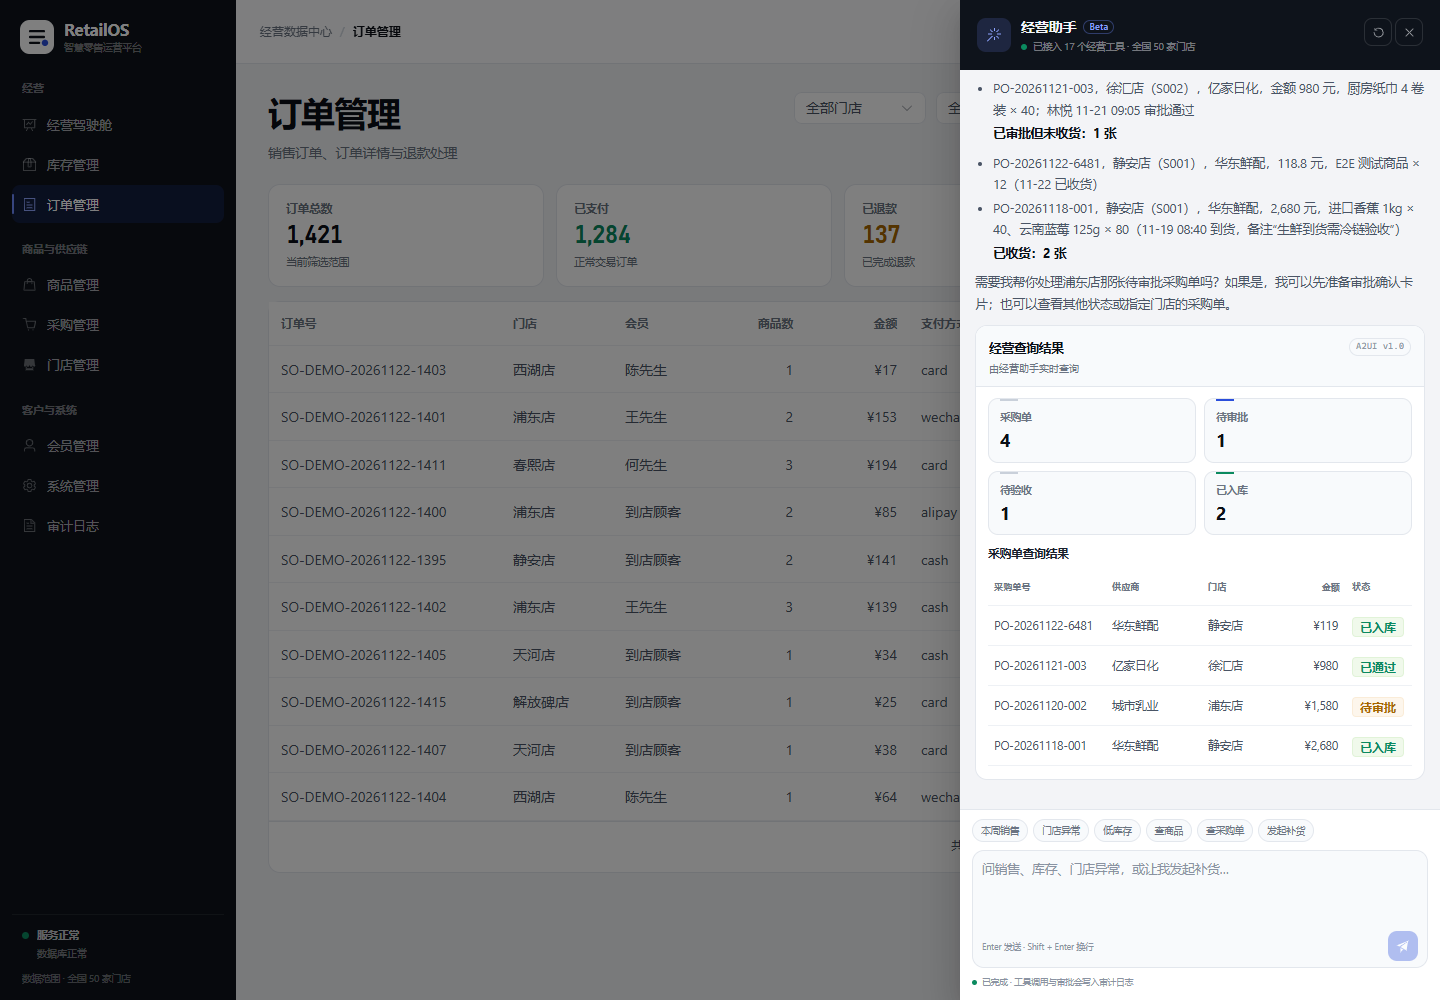 RetailOS
智慧零售运营平台
经营
经营驾驶舱
库存管理
订单管理
商品与供应链
商品管理
采购管理
门店管理
客户与系统
会员管理
系统管理
审计日志
服务正常
数据库正常
数据范围 · 全国 50 家门店
经营数据中心 / 订单管理
订单管理
销售订单、订单详情与退款处理
全部门店
全
订单总数
1,421
当前筛选范围
已支付
1,284
正常交易订单
已退款
137
已完成退款
订单号 门店 会员 商品数 金额 支付方式
SO-DEMO-20261122-1403 西湖店 陈先生 1 ¥17 card
SO-DEMO-20261122-1401 浦东店 王先生 2 ¥153 wecha
SO-DEMO-20261122-1411 春熙店 何先生 3 ¥194 card
SO-DEMO-20261122-1400 浦东店 到店顾客 2 ¥85 alipay
SO-DEMO-20261122-1395 静安店 到店顾客 2 ¥141 cash
SO-DEMO-20261122-1402 浦东店 王先生 3 ¥139 cash
SO-DEMO-20261122-1405 天河店 到店顾客 1 ¥34 cash
SO-DEMO-20261122-1415 解放碑店 到店顾客 1 ¥25 card
SO-DEMO-20261122-1407 天河店 到店顾客 1 ¥38 card
SO-DEMO-20261122-1404 西湖店 陈先生 1 ¥64 wecha
共
经营助手 Beta
已接入 17 个经营工具 · 全国 50 家门店
PO-20261121-003，徐汇店（S002），亿家日化，金额 980 元，厨房纸巾 4 卷
装 × 40；林悦 11-21 09:05 审批通过
已审批但未收货：1 张
PO-20261122-6481，静安店（S001），华东鲜配，118.8 元，E2E 测试商品 ×
12（11-22 已收货）
PO-20261118-001，静安店（S001），华东鲜配，2,680 元，进口香蕉 1kg ×
40、云南蓝莓 125g × 80（11-19 08:40 到货，备注“生鲜到货需冷链验收”）
已收货：2 张
需要我帮你处理浦东店那张待审批采购单吗？如果是，我可以先准备审批确认卡
片；也可以查看其他状态或指定门店的采购单。
经营查询结果
A2UI v1.0
由经营助手实时查询
采购单
4
待审批
1
待验收
1
已入库
2
采购单查询结果
采购单号 供应商 门店 金额 状态
PO-20261122-6481 华东鲜配 静安店 ¥119 已入库
PO-20261121-003 亿家日化 徐汇店 ¥980 已通过
PO-20261120-002 城市乳业 浦东店 ¥1,580 待审批
PO-20261118-001 华东鲜配 静安店 ¥2,680 已入库
本周销售 门店异常 低库存 查商品 查采购单 发起补货
问销售、库存、门店异常，或让我发起补货...
Enter 发送 · Shift + Enter 换行
已完成 · 工具调用与审批会写入审计日志